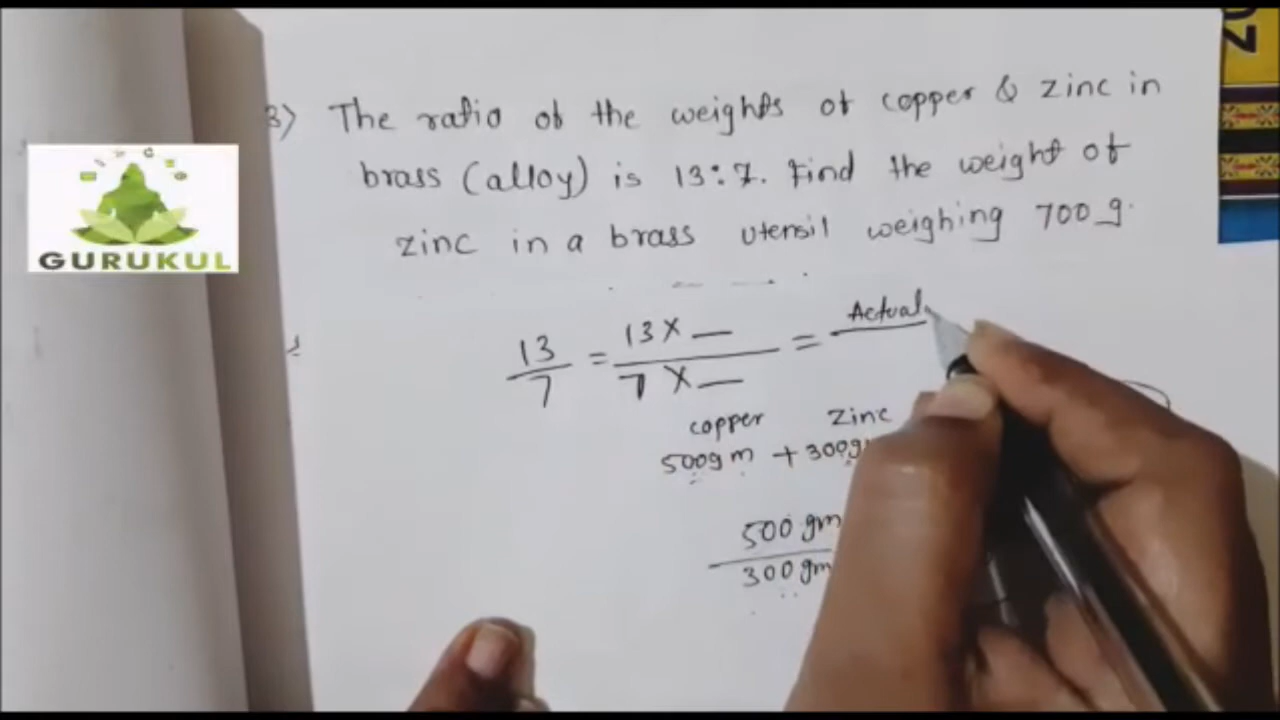 3) The ratio of the weights of copper & zinc in
brass (alloy) is 13:7. Find the weight of
zinc in a brass utensil weighing 700 g.
GURUKUL
13/7 = 13 × __ / 7 × __ = Actual
copper zinc
500gm + 300g
500 gm
300 gm